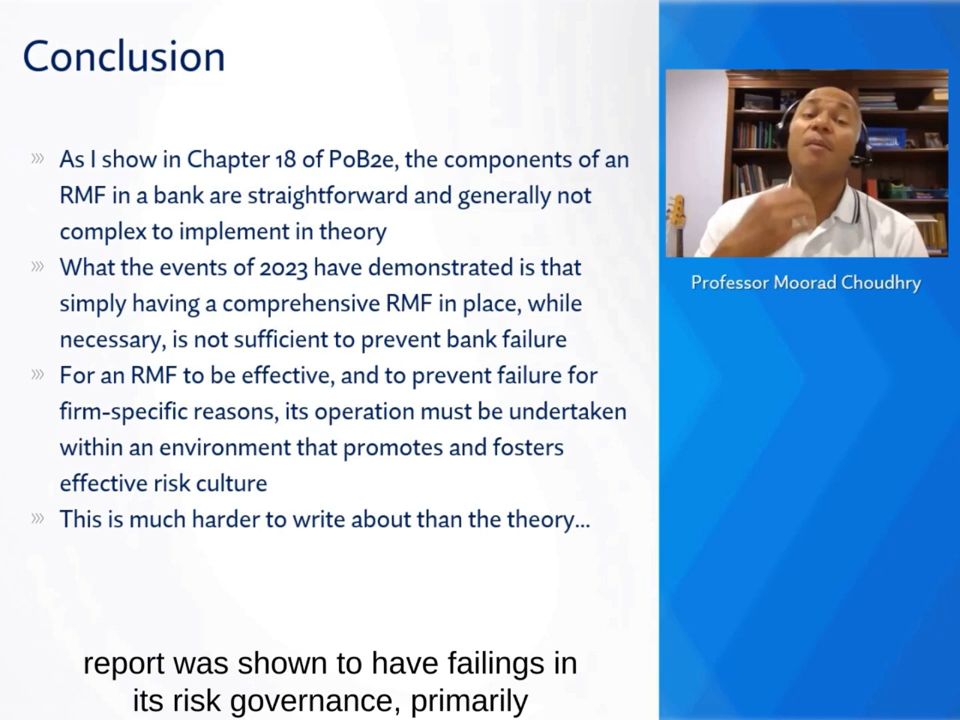 Conclusion
As I show in Chapter 18 of PoB2e, the components of an
RMF in a bank are straightforward and generally not
complex to implement in theory
What the events of 2023 have demonstrated is that
simply having a comprehensive RMF in place, while
necessary, is not sufficient to prevent bank failure
For an RMF to be effective, and to prevent failure for
firm-specific reasons, its operation must be undertaken
within an environment that promotes and fosters
effective risk culture
This is much harder to write about than the theory...
Professor Moorad Choudhry
report was shown to have failings in
its risk governance, primarily